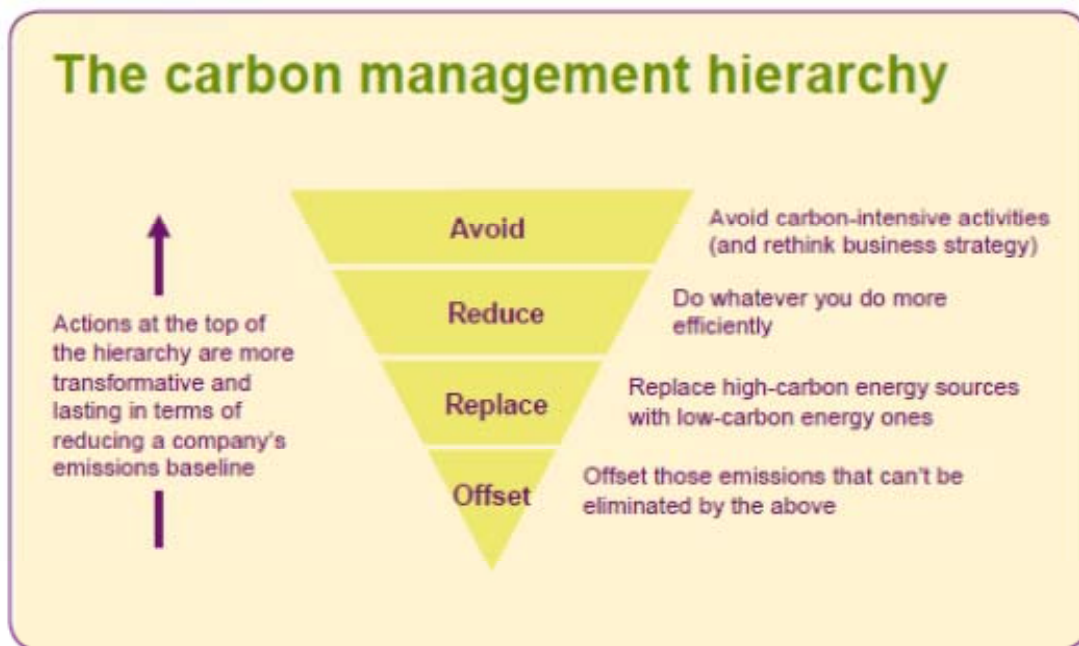 The carbon management hierarchy
Avoid
Avoid carbon-intensive activities
(and rethink business strategy)
Reduce
Do whatever you do more
efficiently
Actions at the top of
the hierarchy are more
transformative and
lasting in terms of
reducing a company's
emissions baseline
Replace
Replace high-carbon energy sources
with low-carbon energy ones
Offset
Offset those emissions that can't be
eliminated by the above